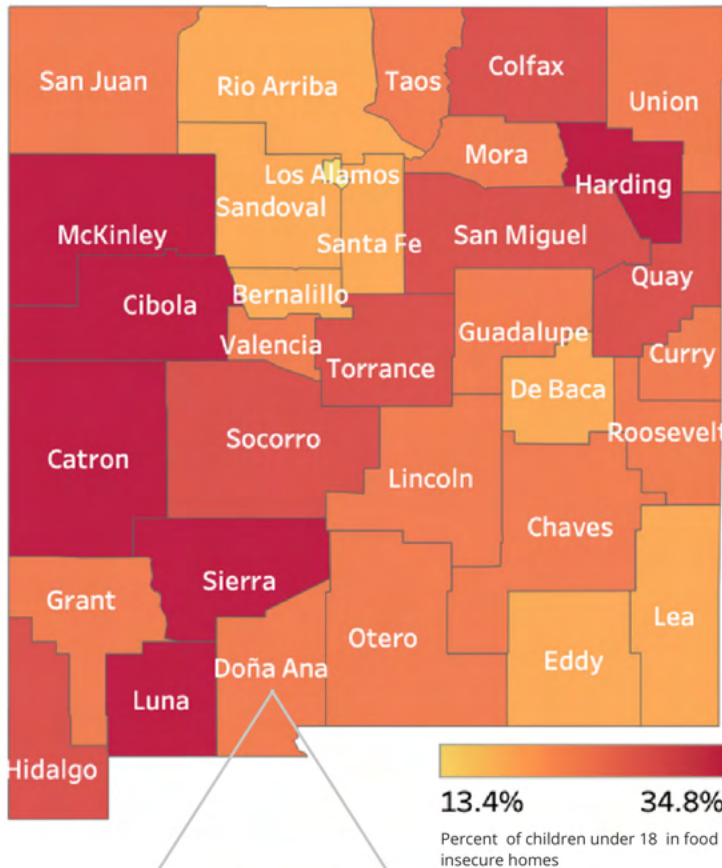 San Juan
Rio Arriba
Taos
Colfax
Union
Mora
Los Alamos
Harding
Sandoval
McKinley
Santa Fe
San Miguel
Quay
Cibola
Bernalillo
Valencia
Guadalupe
Curry
Torrance
De Baca
Roosevelt
Socorro
Catron
Lincoln
Chaves
Sierra
Grant
Lea
Otero
Doña Ana
Eddy
Luna
Hidalgo
13.4% 34.8%
Percent of children under 18 in food
insecure homes